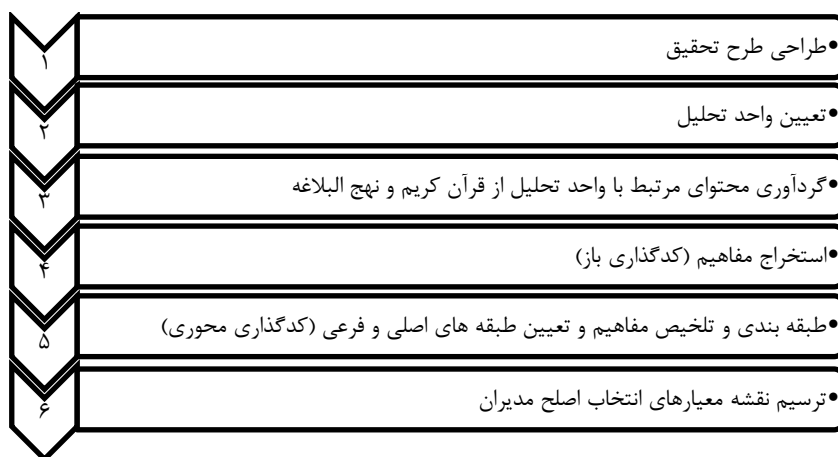 ۱
•طراحی طرح تحقیق
۲
•تعیین واحد تحلیل
۳
•گردآوری محتوای مرتبط با واحد تحلیل از قرآن کریم و نهج البلاغه
۴
•استخراج مفاهیم (کدگذاری باز)
۵
•طبقه بندی و تلخیص مفاهیم و تعیین طبقه های اصلی و فرعی (کدگذاری محوری)
۶
•ترسیم نقشه معیارهای انتخاب اصلح مدیران